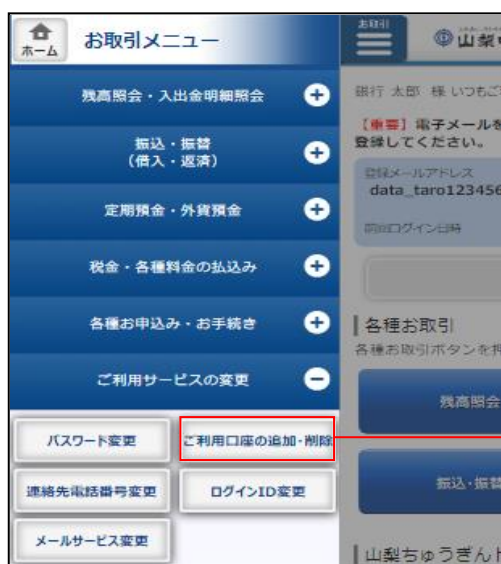 ホーム
お取引メニュー
残高照会・入出金明細照会
振込・振替
(借入・返済)
定期預金・外貨預金
税金・各種料金の払込み
各種お申込み・お手続き
ご利用サービスの変更
パスワード変更
ご利用口座の追加・削除
連絡先電話番号変更
ログインID変更
メールサービス変更
お取引
山梨
銀行 太郎 様 いつもご
【重要】電子メールを
登録してください。
登録メールアドレス
data_taro123456
前回ログイン日時
各種お取引
各種お取引ボタンを押
残高照会
振込・振替
山梨ちゅうぎん